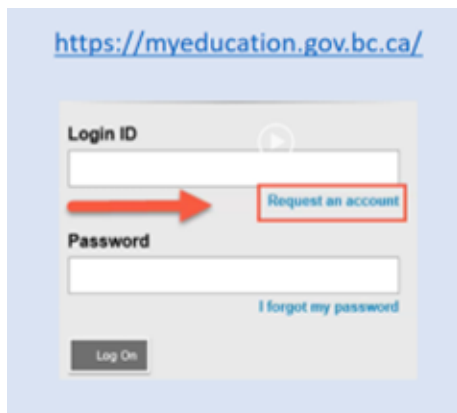 https://myeducation.gov.bc.ca/
Login ID
Request an account
Password
I forgot my password
Log On